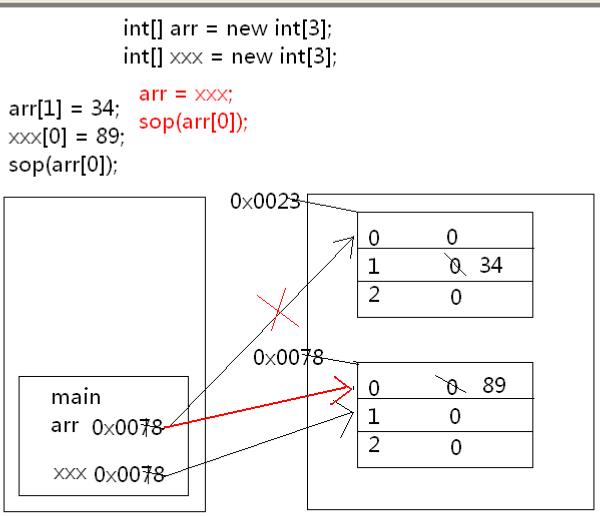 int[] arr = new int[3];
int[] xxx = new int[3];
arr = xxx;
sop(arr[0]);
arr[1] = 34;
xxx[0] = 89;
sop(arr[0]);
0x0023
0 0
1 0 34
2 0
0x0078
0 0 89
1 0
2 0
main
arr 0x0078
xxx 0x0078